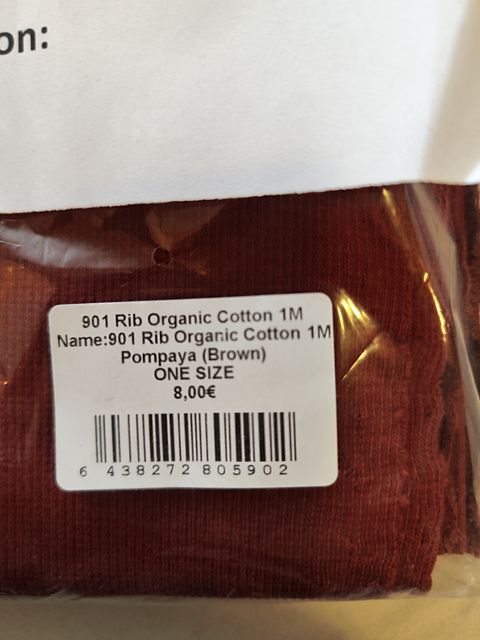 on:
901 Rib Organic Cotton 1M
Name:901 Rib Organic Cotton 1M
Pompaya (Brown)
ONE SIZE
8,00€
6 438272 805902